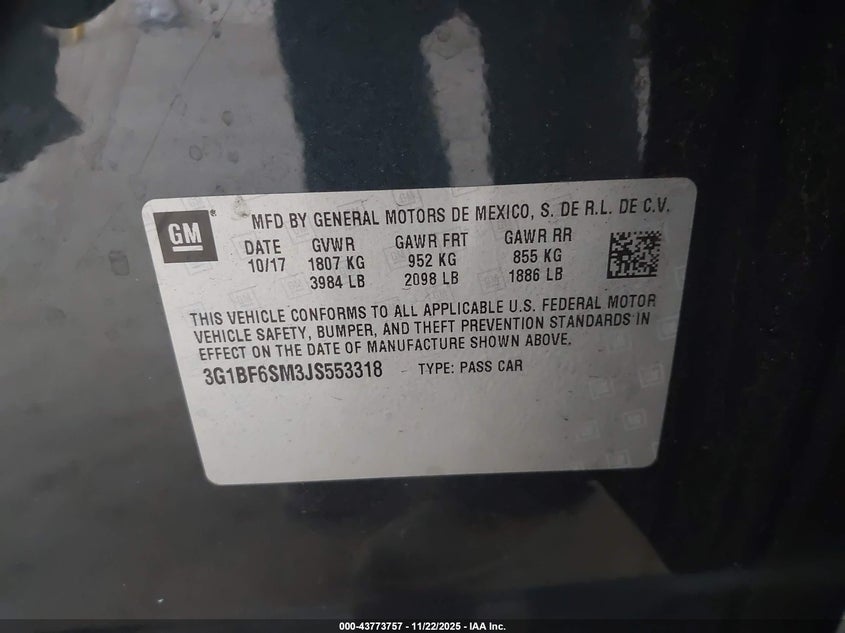 GM® MFD BY GENERAL MOTORS DE MEXICO, S. DE R.L. DE C.V.
DATE GVWR GAWR FRT GAWR RR
10/17 1807 KG 952 KG 855 KG
3984 LB 2098 LB 1886 LB
THIS VEHICLE CONFORMS TO ALL APPLICABLE U.S. FEDERAL MOTOR
VEHICLE SAFETY, BUMPER, AND THEFT PREVENTION STANDARDS IN
EFFECT ON THE DATE OF MANUFACTURE SHOWN ABOVE.
3G1BF6SM3JS553318 TYPE: PASS CAR
000-43773757 - 11/22/2025 - IAA Inc.